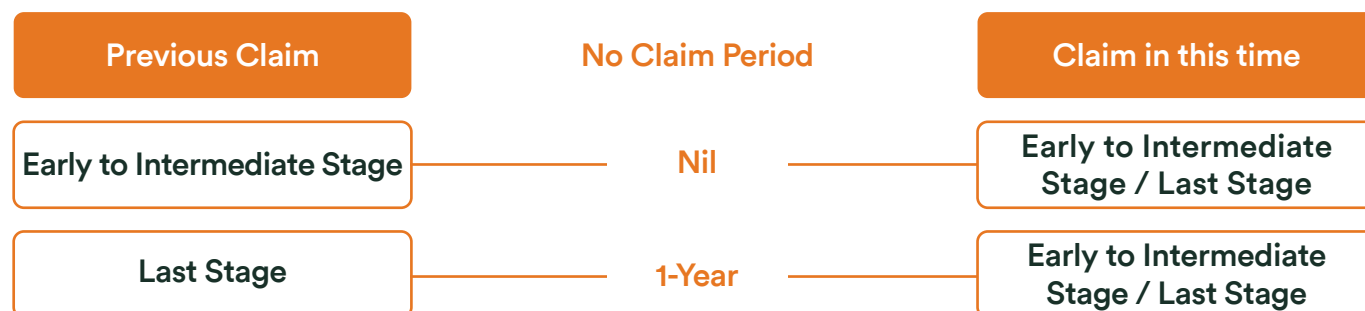 Previous Claim
No Claim Period
Claim in this time
Early to Intermediate Stage
Nil
Early to Intermediate
Stage / Last Stage
Last Stage
1-Year
Early to Intermediate
Stage / Last Stage